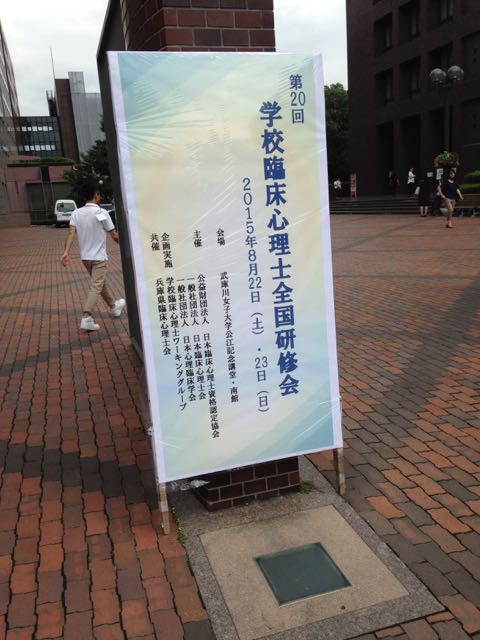 第20回
学校臨床心理士全国研修会
2015年8月22日(土)・23日(日)
会場　武庫川女子大学公江記念講堂・南館
主催　公益財団法人　日本臨床心理士資格認定協会
一般社団法人　日本臨床心理士会
一般社団法人　日本心理臨床学会
企画実施　学校臨床心理士ワーキンググループ
共催　兵庫県臨床心理士会